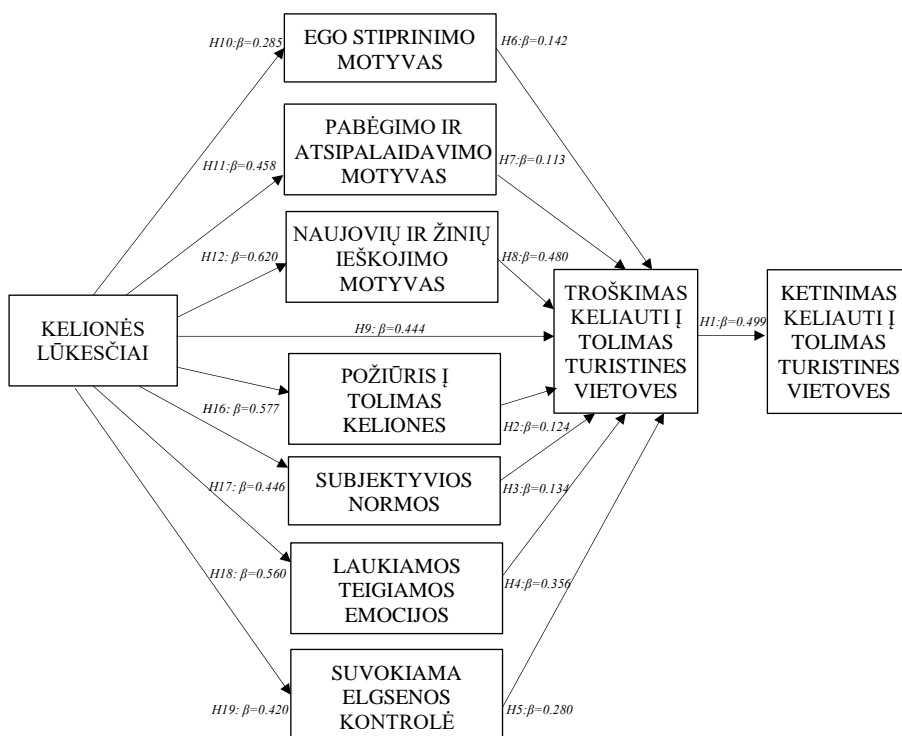 H10:β=0.285
EGO STIPRINIMO
MOTYVAS
H6:β=0.142
H11:β=0.458
PABĖGIMO IR
ATSIPALAIDAVIMO
MOTYVAS
H7:β=0.113
H12: β=0.620
NAUJOVIŲ IR ŽINIŲ
IEŠKOJIMO
MOTYVAS
H8:β=0.480
KELIONĖS
LŪKESČIAI
H9: β=0.444
TROŠKIMAS
KELIAUTI Į
TOLIMAS
TURISTINES
VIETOVES
H1:β=0.499
KETINIMAS
KELIAUTI Į
TOLIMAS
TURISTINES
VIETOVES
H16: β=0.577
POŽIŪRIS Į
TOLIMAS
KELIONES
H2:β=0.124
H17: β=0.446
SUBJEKTYVIOS
NORMOS
H3:β=0.134
H18: β=0.560
LAUKIAMOS
TEIGIAMOS
EMOCIJOS
H4:β=0.356
H19: β=0.420
SUVOKIAMA
ELGSENOS
KONTROLĖ
H5:β=0.280